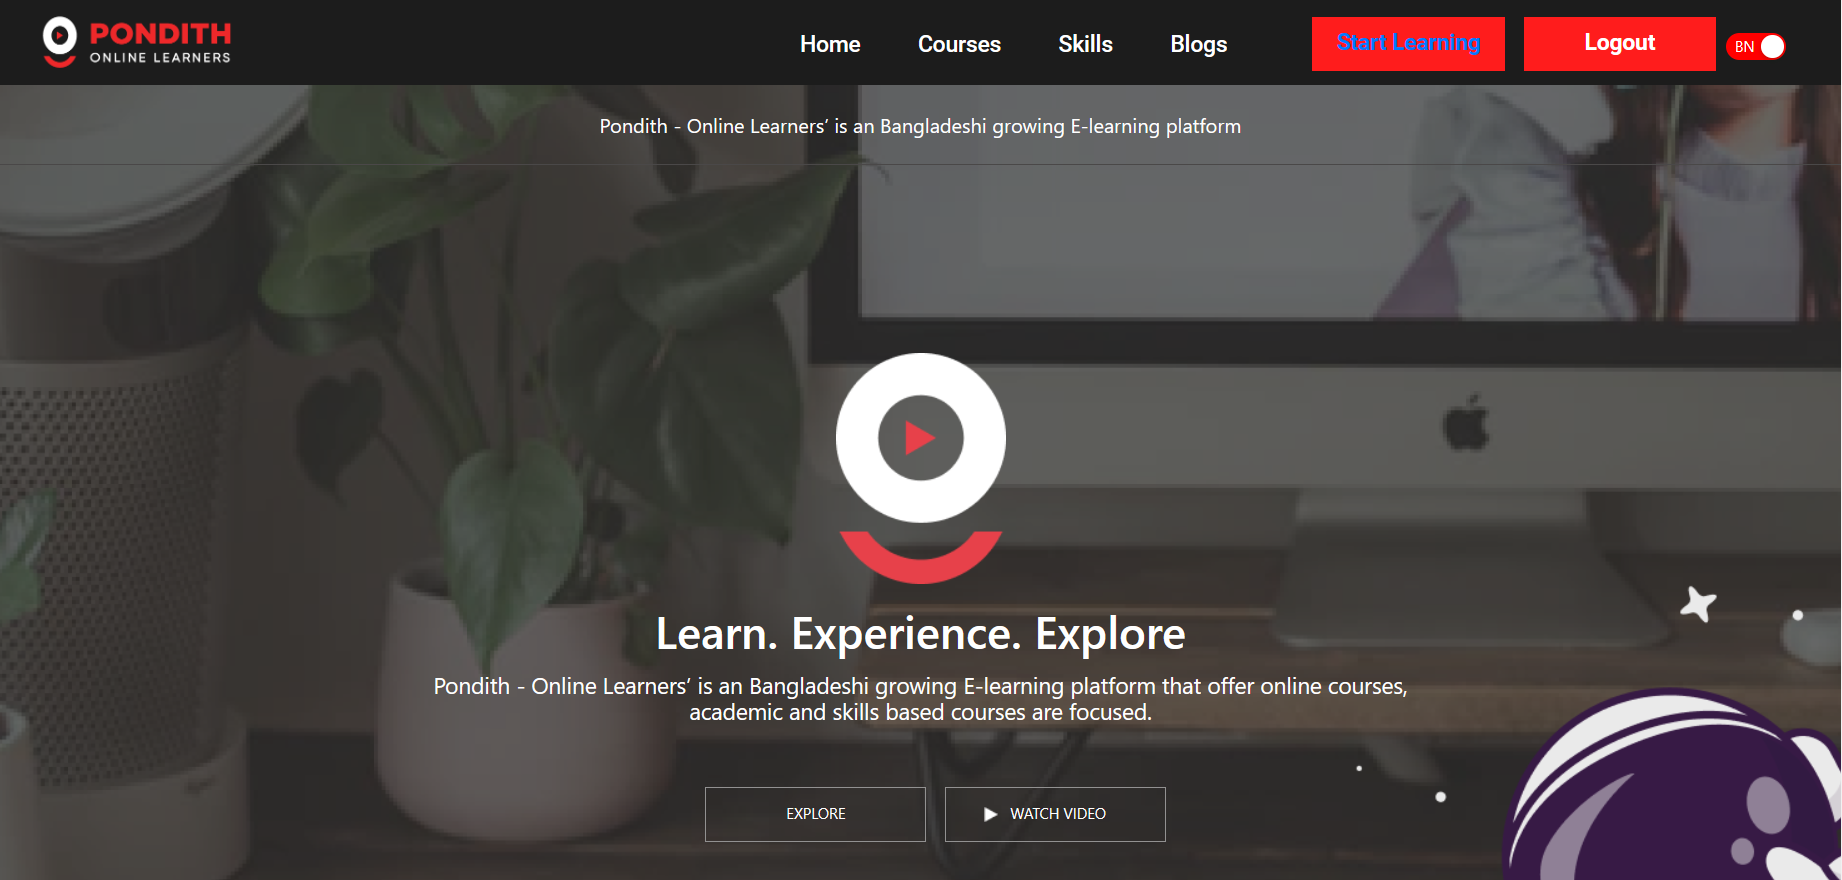 PONDITH
ONLINE LEARNERS
Home
Courses
Skills
Blogs
Start Learning
Logout
BN
Pondith - Online Learners’ is an Bangladeshi growing E-learning platform
Learn. Experience. Explore
Pondith - Online Learners’ is an Bangladeshi growing E-learning platform that offer online courses,
academic and skills based courses are focused.
EXPLORE
WATCH VIDEO